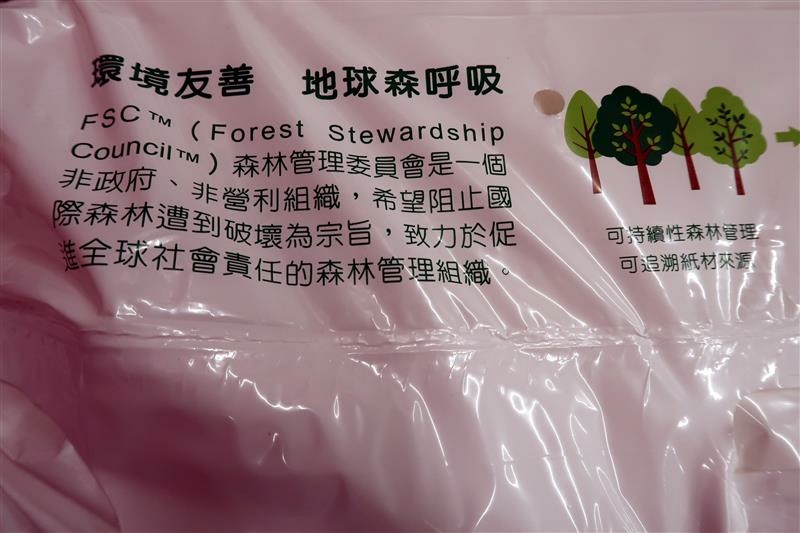 環境友善　地球森呼吸
FSC™（Forest Stewardship
Council™）森林管理委員會是一個
非政府、非營利組織，希望阻止國
際森林遭到破壞為宗旨，致力於促
進全球社會責任的森林管理組織。
可持續性森林管理
可追溯紙材來源